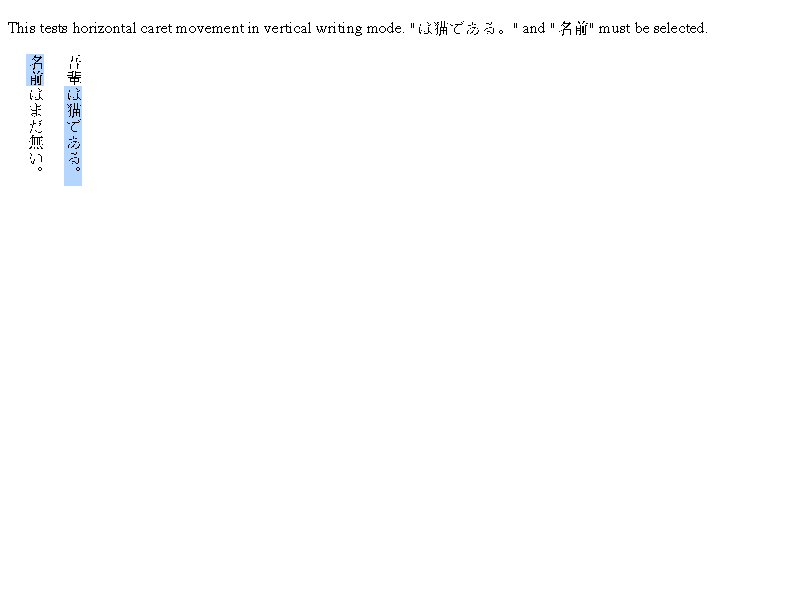 This tests horizontal caret movement in vertical writing mode. "は猫である。" and "名前" must be selected.
吾輩は猫である。
名前はまだ無い。